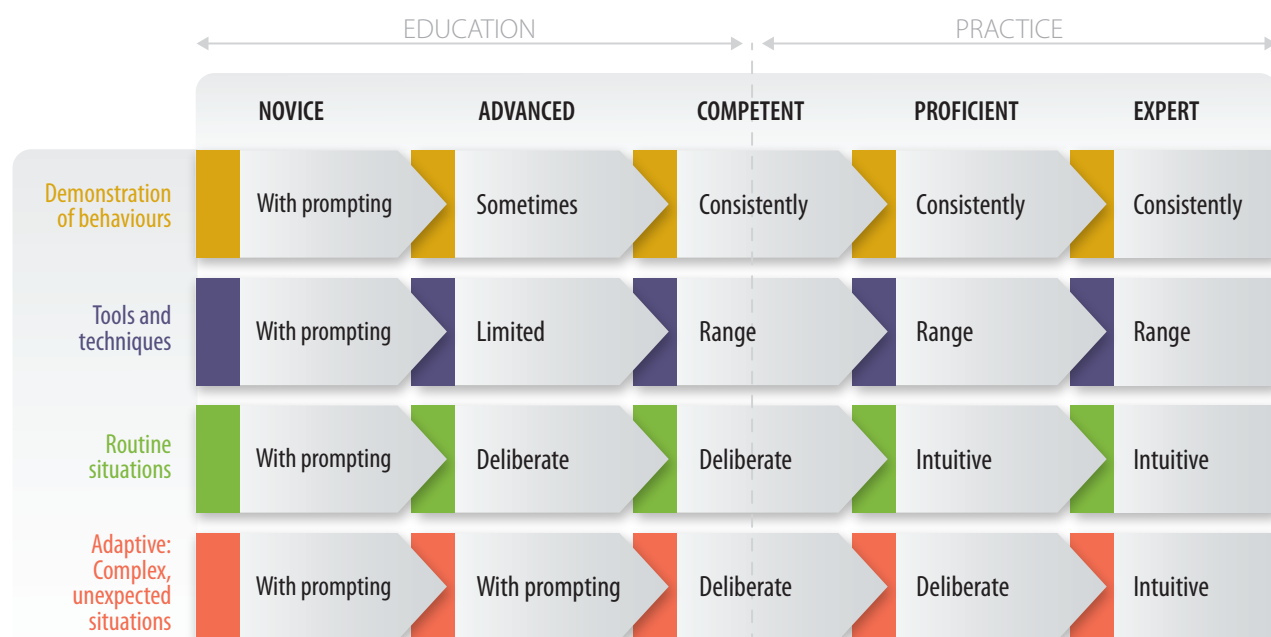 EDUCATION PRACTICE
NOVICE ADVANCED COMPETENT PROFICIENT EXPERT
Demonstration
of behaviours
With prompting Sometimes Consistently Consistently Consistently
Tools and
techniques
With prompting Limited Range Range Range
Routine
situations
With prompting Deliberate Deliberate Intuitive Intuitive
Adaptive:
Complex,
unexpected
situations
With prompting With prompting Deliberate Deliberate Intuitive